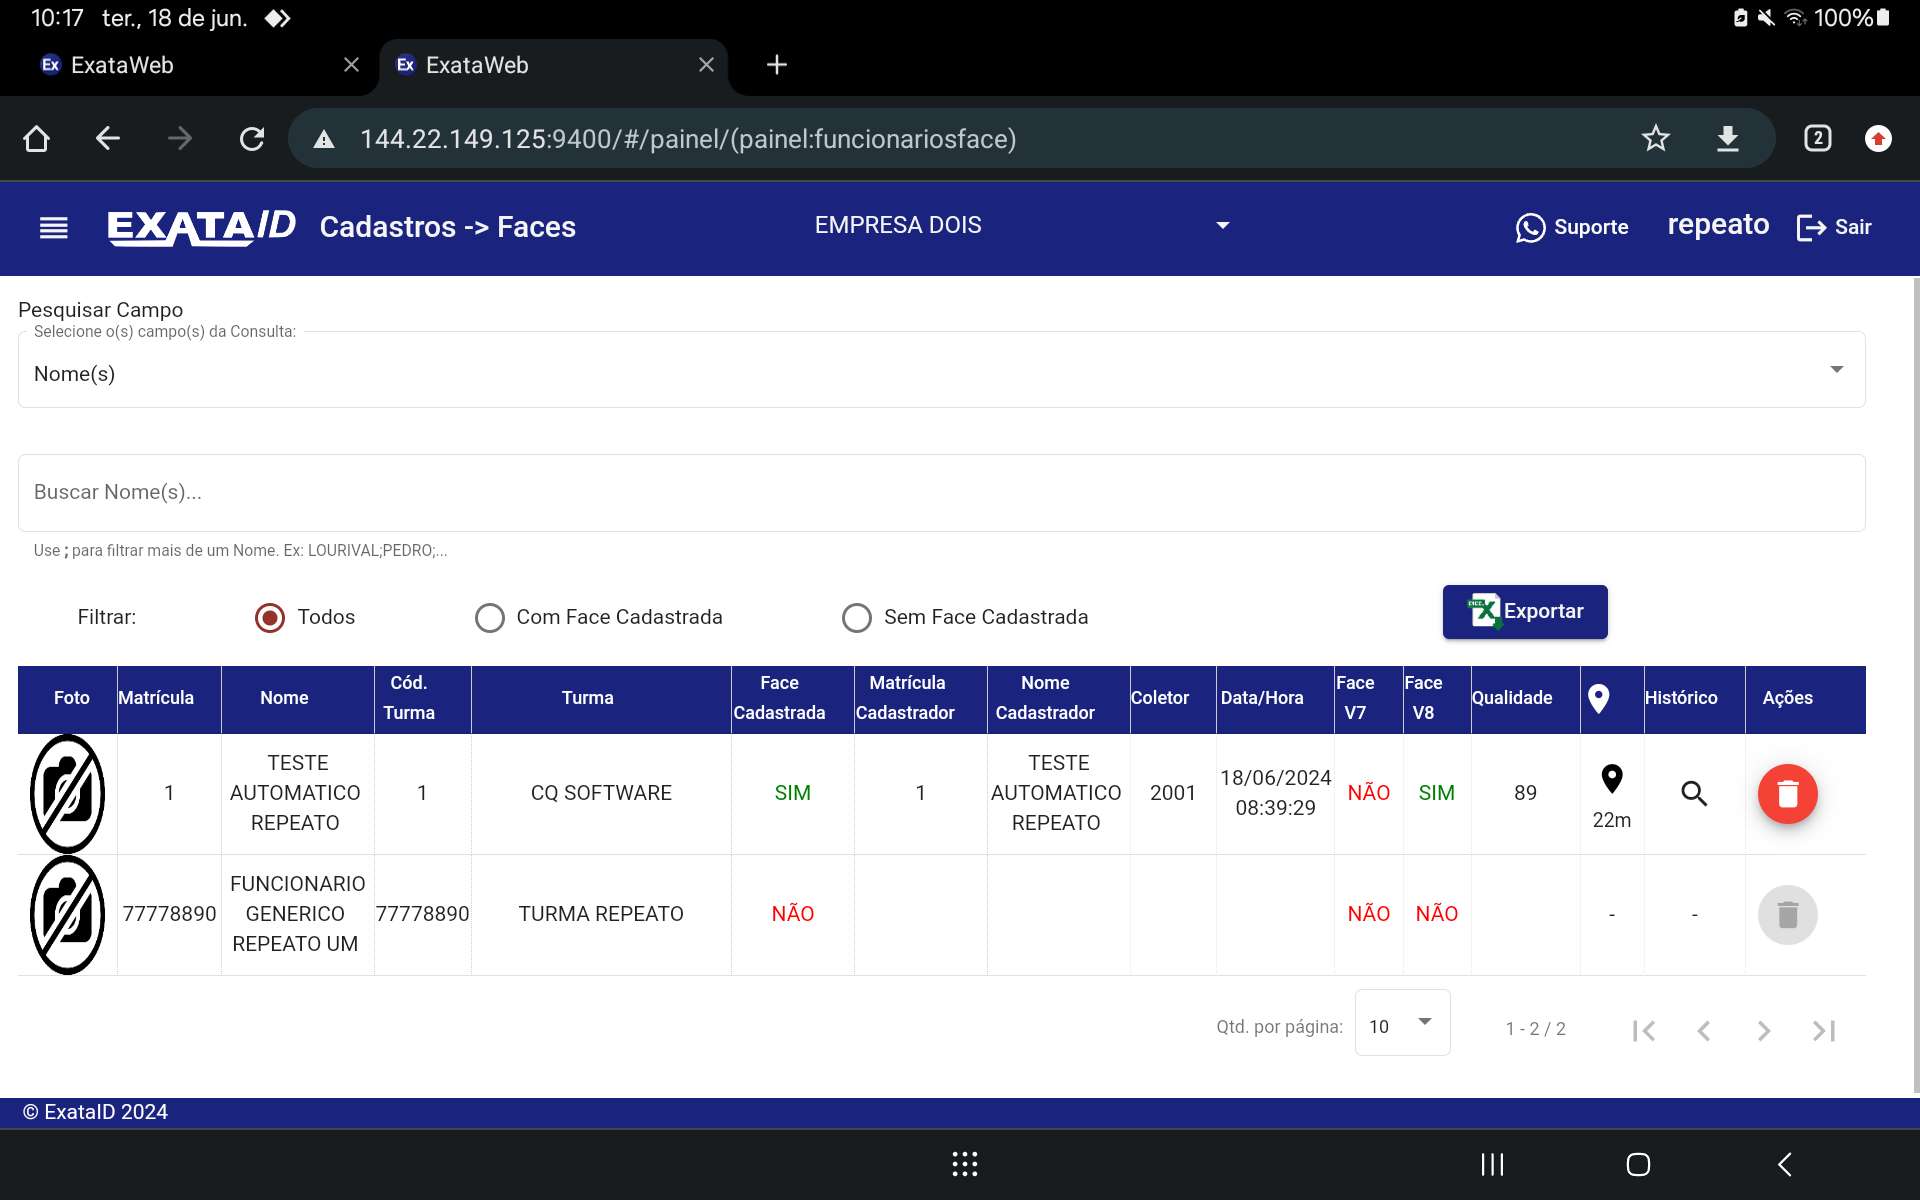 10:17 ter., 18 de jun. 100%
Ex ExataWeb Ex ExataWeb
144.22.149.125:9400/#/painel/(painel:funcionariosface) 2
EXATAID Cadastros -> Faces EMPRESA DOIS Suporte repeato Sair
Pesquisar Campo
Selecione o(s) campo(s) da Consulta:
Nome(s)
Buscar Nome(s)...
Use ; para filtrar mais de um Nome. Ex: LOURIVAL;PEDRO;...
Filtrar: Todos Com Face Cadastrada Sem Face Cadastrada Exportar
Foto Matrícula Nome Cód. Turma Turma Face Cadastrada Matrícula Cadastrador Nome Cadastrador Coletor Data/Hora Face V7 Face V8 Qualidade Histórico Ações
1 TESTE AUTOMATICO REPEATO 1 CQ SOFTWARE SIM 1 TESTE AUTOMATICO REPEATO 2001 18/06/2024 08:39:29 NÃO SIM 89 22m
77778890 FUNCIONARIO GENERICO REPEATO UM 77778890 TURMA REPEATO NÃO NÃO NÃO - -
Qtd. por página: 10 1 - 2 / 2
© ExataID 2024